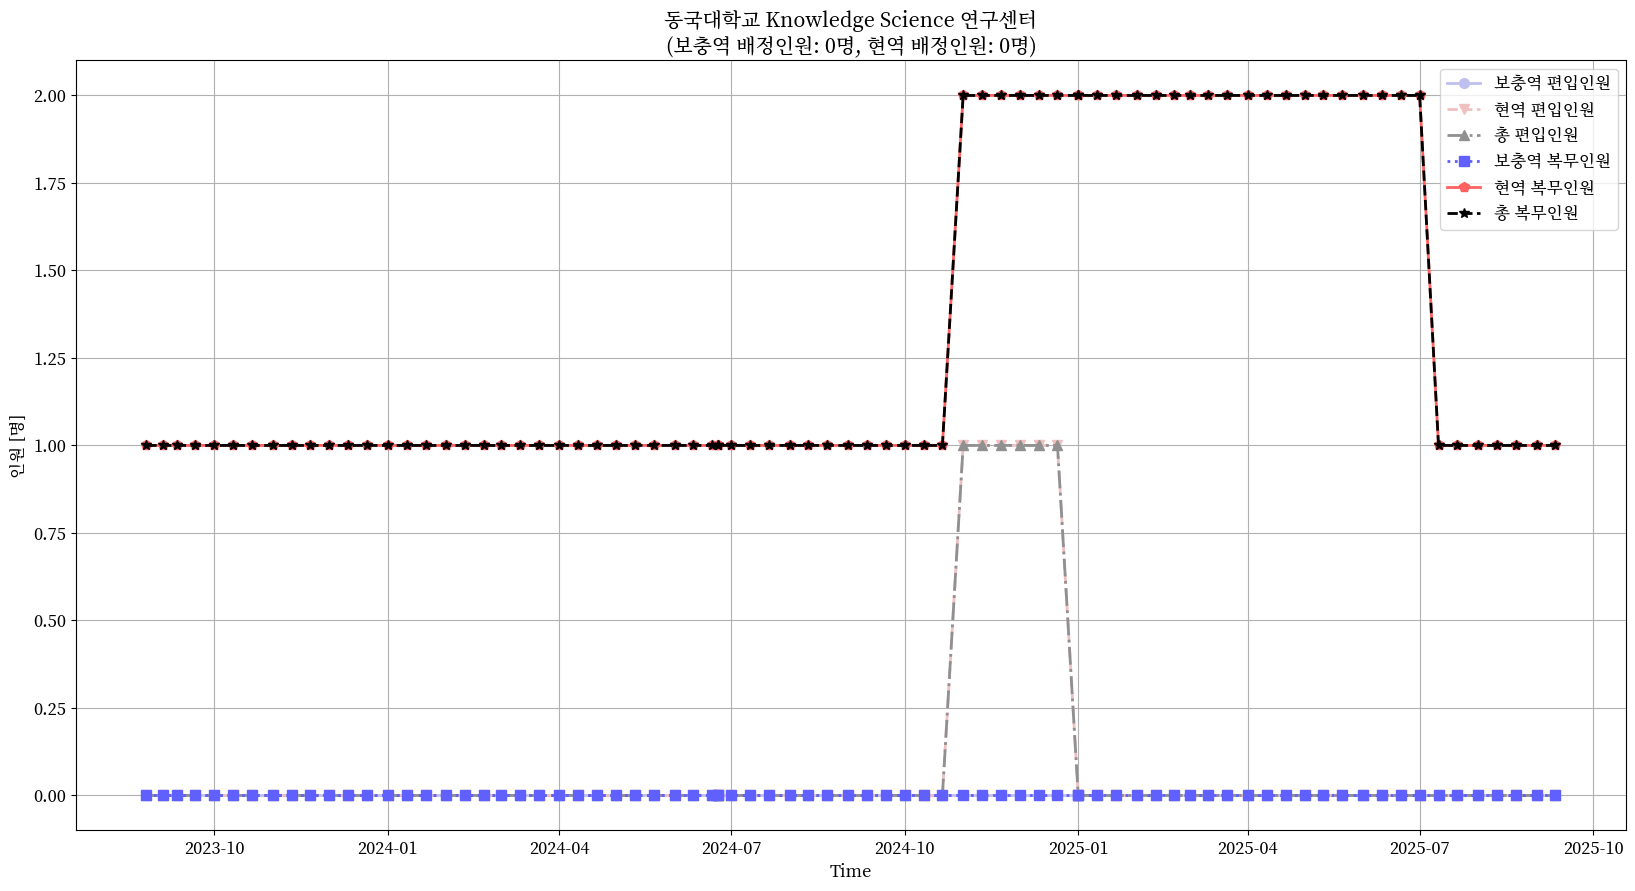 동국대학교 Knowledge Science 연구센터
(보충역 배정인원: 0명, 현역 배정인원: 0명)
보충역 편입인원
현역 편입인원
총 편입인원
보충역 복무인원
현역 복무인원
총 복무인원
인원 [명]
2.00
1.75
1.50
1.25
1.00
0.75
0.50
0.25
0.00
2023-10 2024-01 2024-04 2024-07 2024-10 2025-01 2025-04 2025-07 2025-10
Time